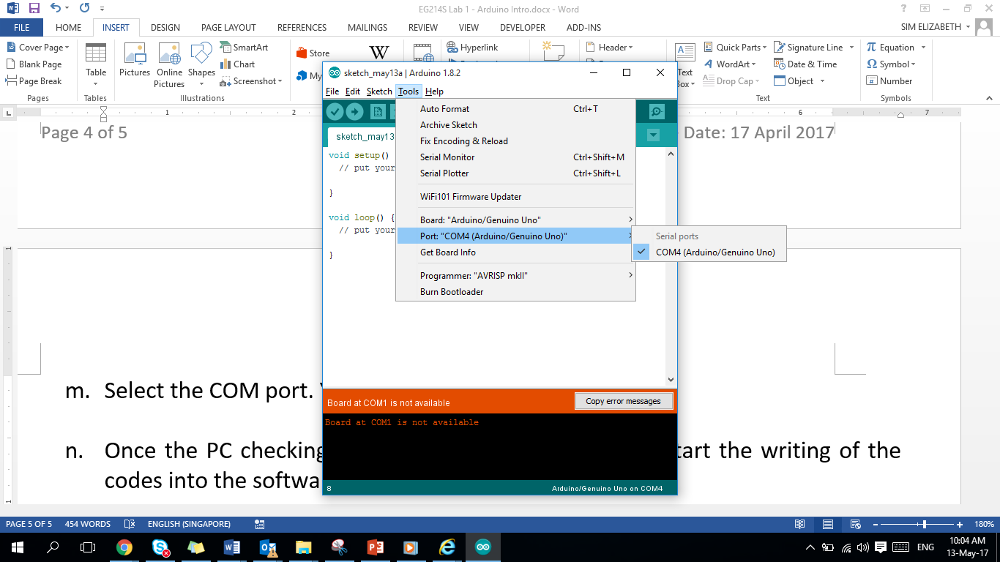 EG214S Lab 1 - Arduino Intro.docx - Word
FILE HOME INSERT DESIGN PAGE LAYOUT REFERENCES MAILINGS REVIEW VIEW DEVELOPER ADD-INS SIM ELIZABETH
Cover Page
Blank Page
Page Break
Pages
Table
Tables
Pictures
Online Pictures
Shapes
SmartArt
Chart
Screenshot
Illustrations
Store
My
W
Hyperlink
Header
Text
Box
Quick Parts
WordArt
Drop Cap
Signature Line
Date & Time
Object
Text
Equation
Symbol
Number
Symbols
L
1 2 6 7
Page 4 of 5
Date: 17 April 2017
sketch_may13a | Arduino 1.8.2
File Edit Sketch Tools Help
sketch_may13
void setup()
// put your
}
void loop() {
// put your
}
Auto Format Ctrl+T
Archive Sketch
Fix Encoding & Reload
Serial Monitor Ctrl+Shift+M
Serial Plotter Ctrl+Shift+L
WiFi101 Firmware Updater
Board: "Arduino/Genuino Uno"
Port: "COM4 (Arduino/Genuino Uno)"
Get Board Info
Programmer: "AVRISP mkII"
Burn Bootloader
Serial ports
COM4 (Arduino/Genuino Uno)
Board at COM1 is not available
Copy error messages
Board at COM1 is not available
8 Arduino/Genuino Uno on COM4
m. Select the COM port.
n. Once the PC checking tart the writing of the
codes into the softwa
PAGE 5 OF 5 454 WORDS ENGLISH (SINGAPORE) 180%
ENG
10:04 AM
13-May-17